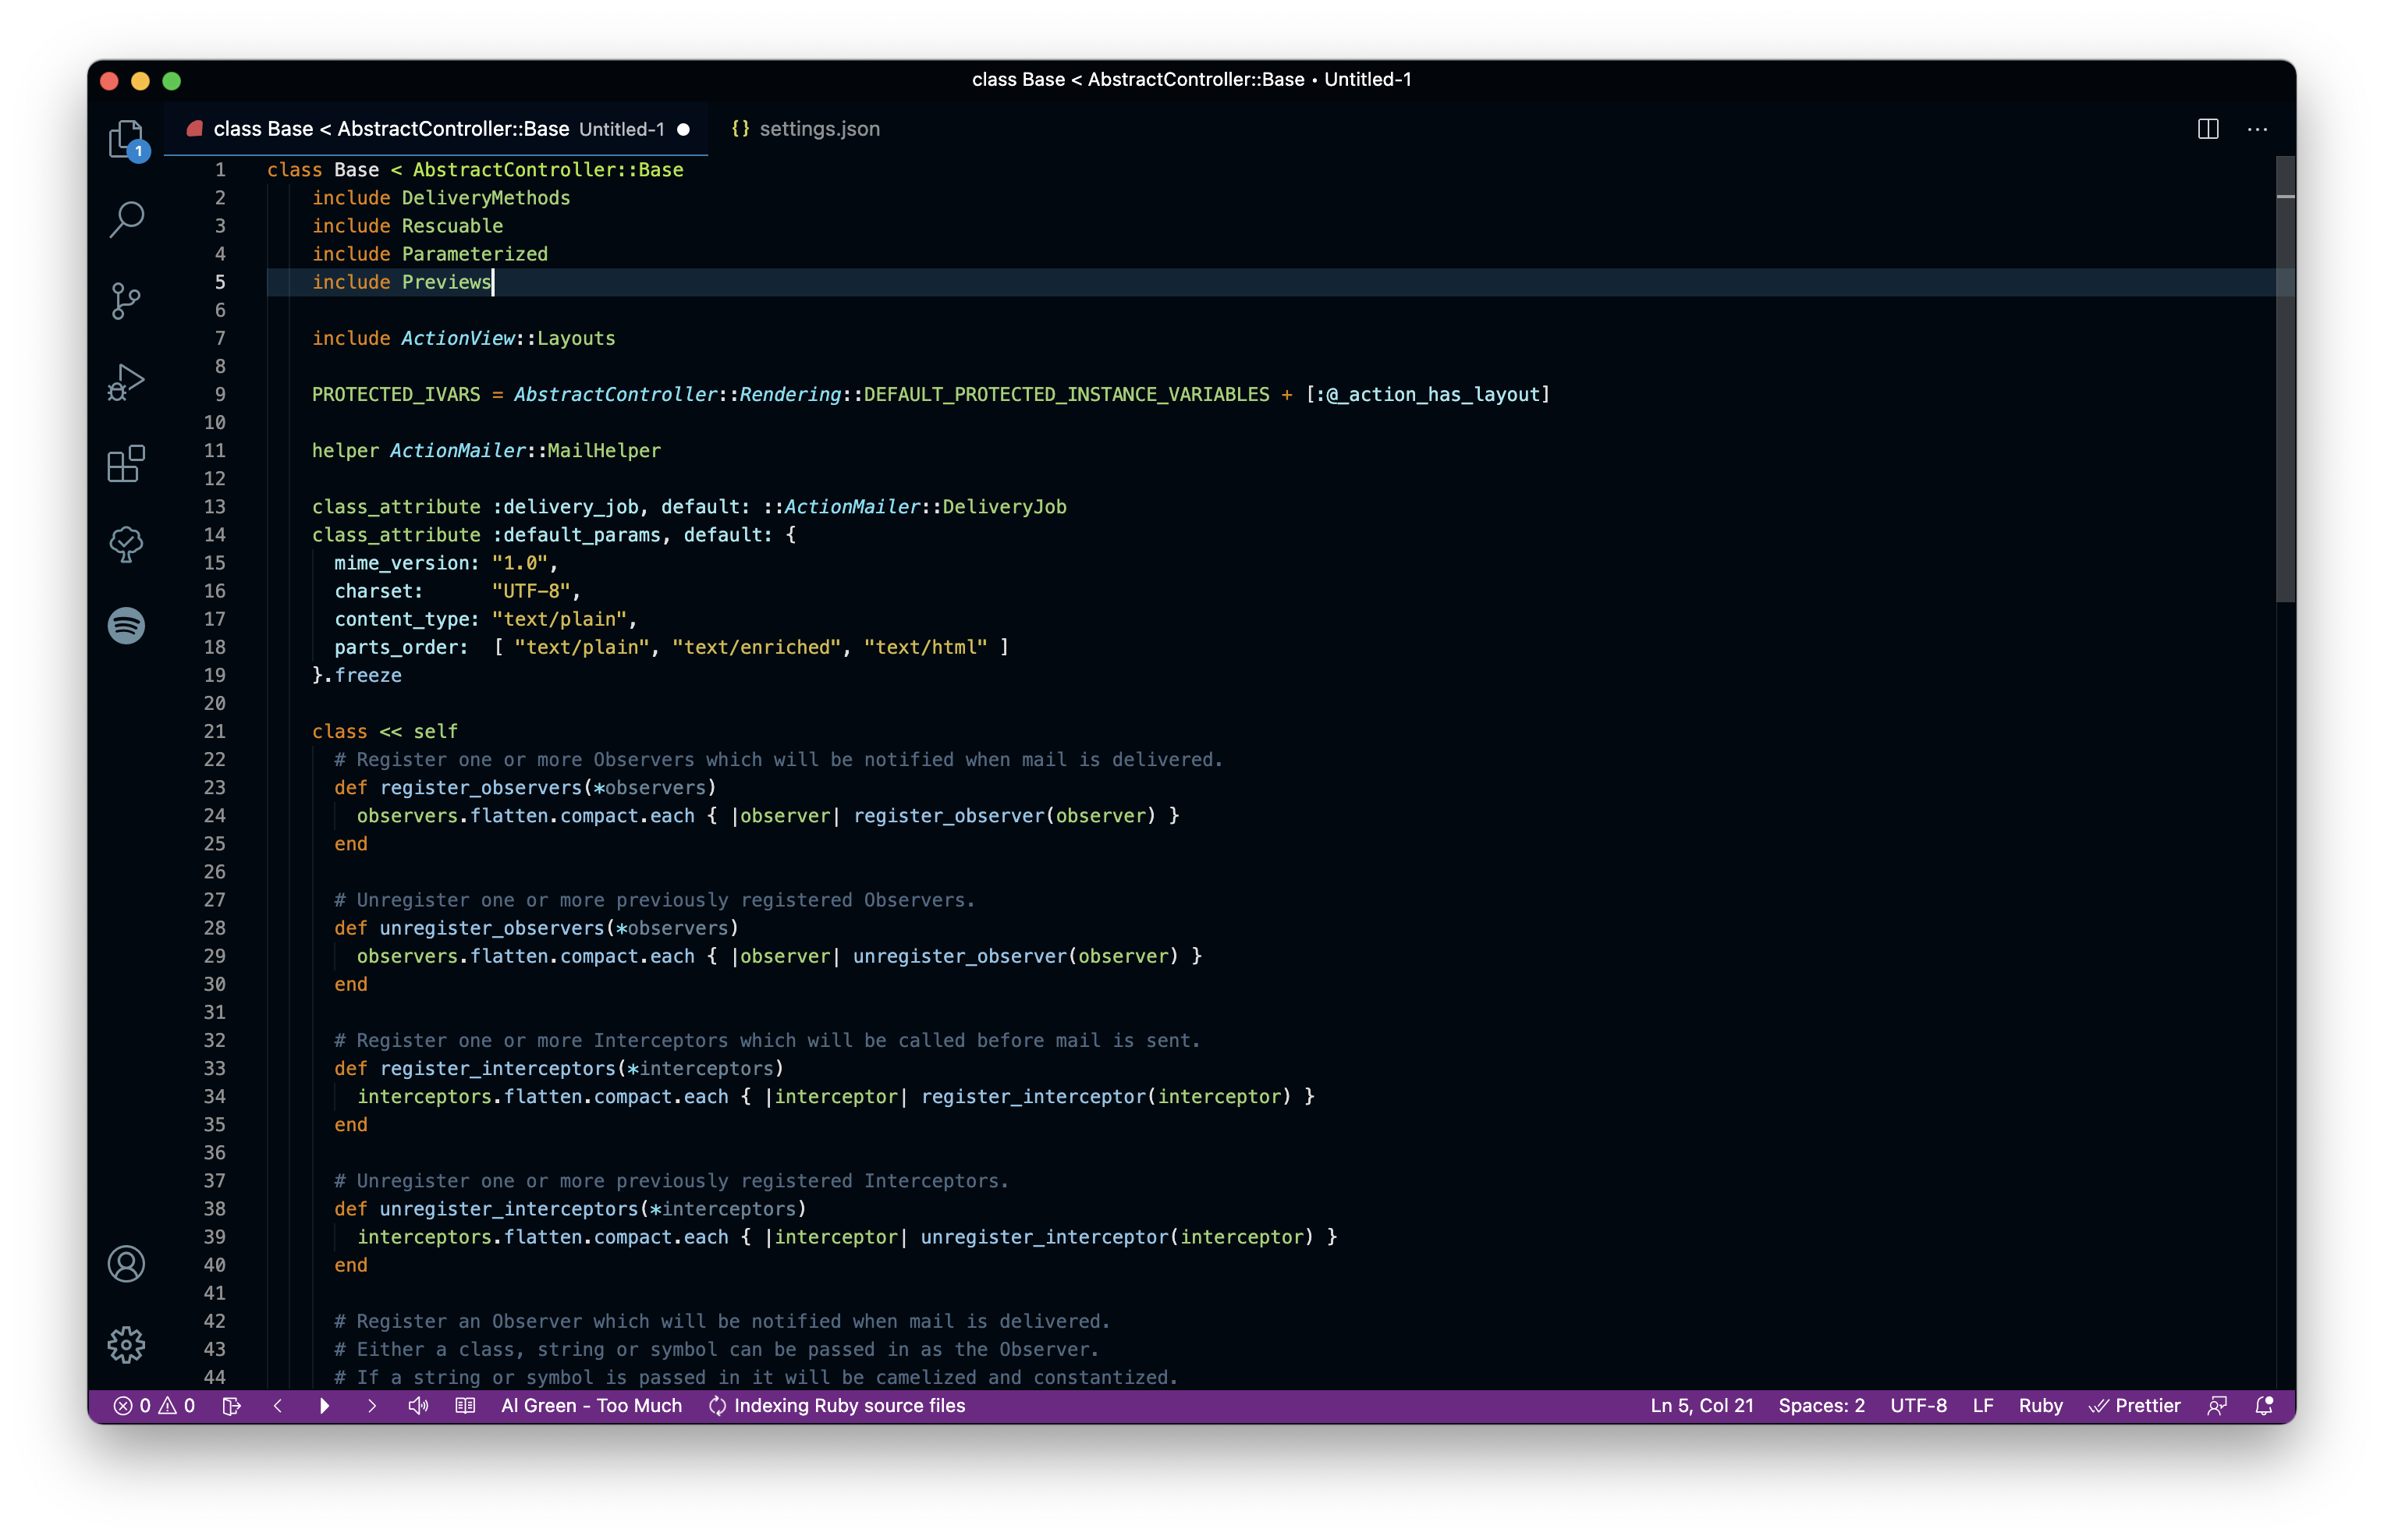 class Base < AbstractController::Base • Untitled-1
class Base < AbstractController::Base Untitled-1
{} settings.json
1
1 class Base < AbstractController::Base
2 include DeliveryMethods
3 include Rescuable
4 include Parameterized
5 include Previews
6
7 include ActionView::Layouts
8
9 PROTECTED_IVARS = AbstractController::Rendering::DEFAULT_PROTECTED_INSTANCE_VARIABLES + [:@_action_has_layout]
10
11 helper ActionMailer::MailHelper
12
13 class_attribute :delivery_job, default: ::ActionMailer::DeliveryJob
14 class_attribute :default_params, default: {
15 mime_version: "1.0",
16 charset:      "UTF-8",
17 content_type: "text/plain",
18 parts_order:  [ "text/plain", "text/enriched", "text/html" ]
19 }.freeze
20
21 class << self
22 # Register one or more Observers which will be notified when mail is delivered.
23 def register_observers(*observers)
24 observers.flatten.compact.each { |observer| register_observer(observer) }
25 end
26
27 # Unregister one or more previously registered Observers.
28 def unregister_observers(*observers)
29 observers.flatten.compact.each { |observer| unregister_observer(observer) }
30 end
31
32 # Register one or more Interceptors which will be called before mail is sent.
33 def register_interceptors(*interceptors)
34 interceptors.flatten.compact.each { |interceptor| register_interceptor(interceptor) }
35 end
36
37 # Unregister one or more previously registered Interceptors.
38 def unregister_interceptors(*interceptors)
39 interceptors.flatten.compact.each { |interceptor| unregister_interceptor(interceptor) }
40 end
41
42 # Register an Observer which will be notified when mail is delivered.
43 # Either a class, string or symbol can be passed in as the Observer.
44 # If a string or symbol is passed in it will be camelized and constantized.
0 0 Al Green - Too Much Indexing Ruby source files Ln 5, Col 21 Spaces: 2 UTF-8 LF Ruby Prettier